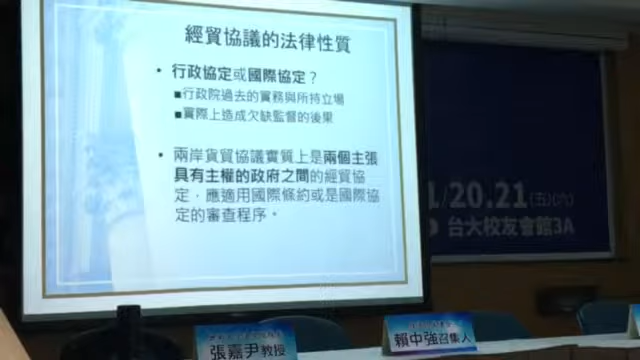 經貿協議的法律性質
• 行政協定或國際協定？
■行政院過去的實務與所持立場
■實際上造成欠缺監督的後果
• 兩岸貨貿協議實質上是兩個主張
具有主權的政府之間的經貿協
定，應適用國際條約或是國際協
定的審查程序。
/20.21(五)(六)
台大校友會館3A
張嘉尹教授
賴中強召集人